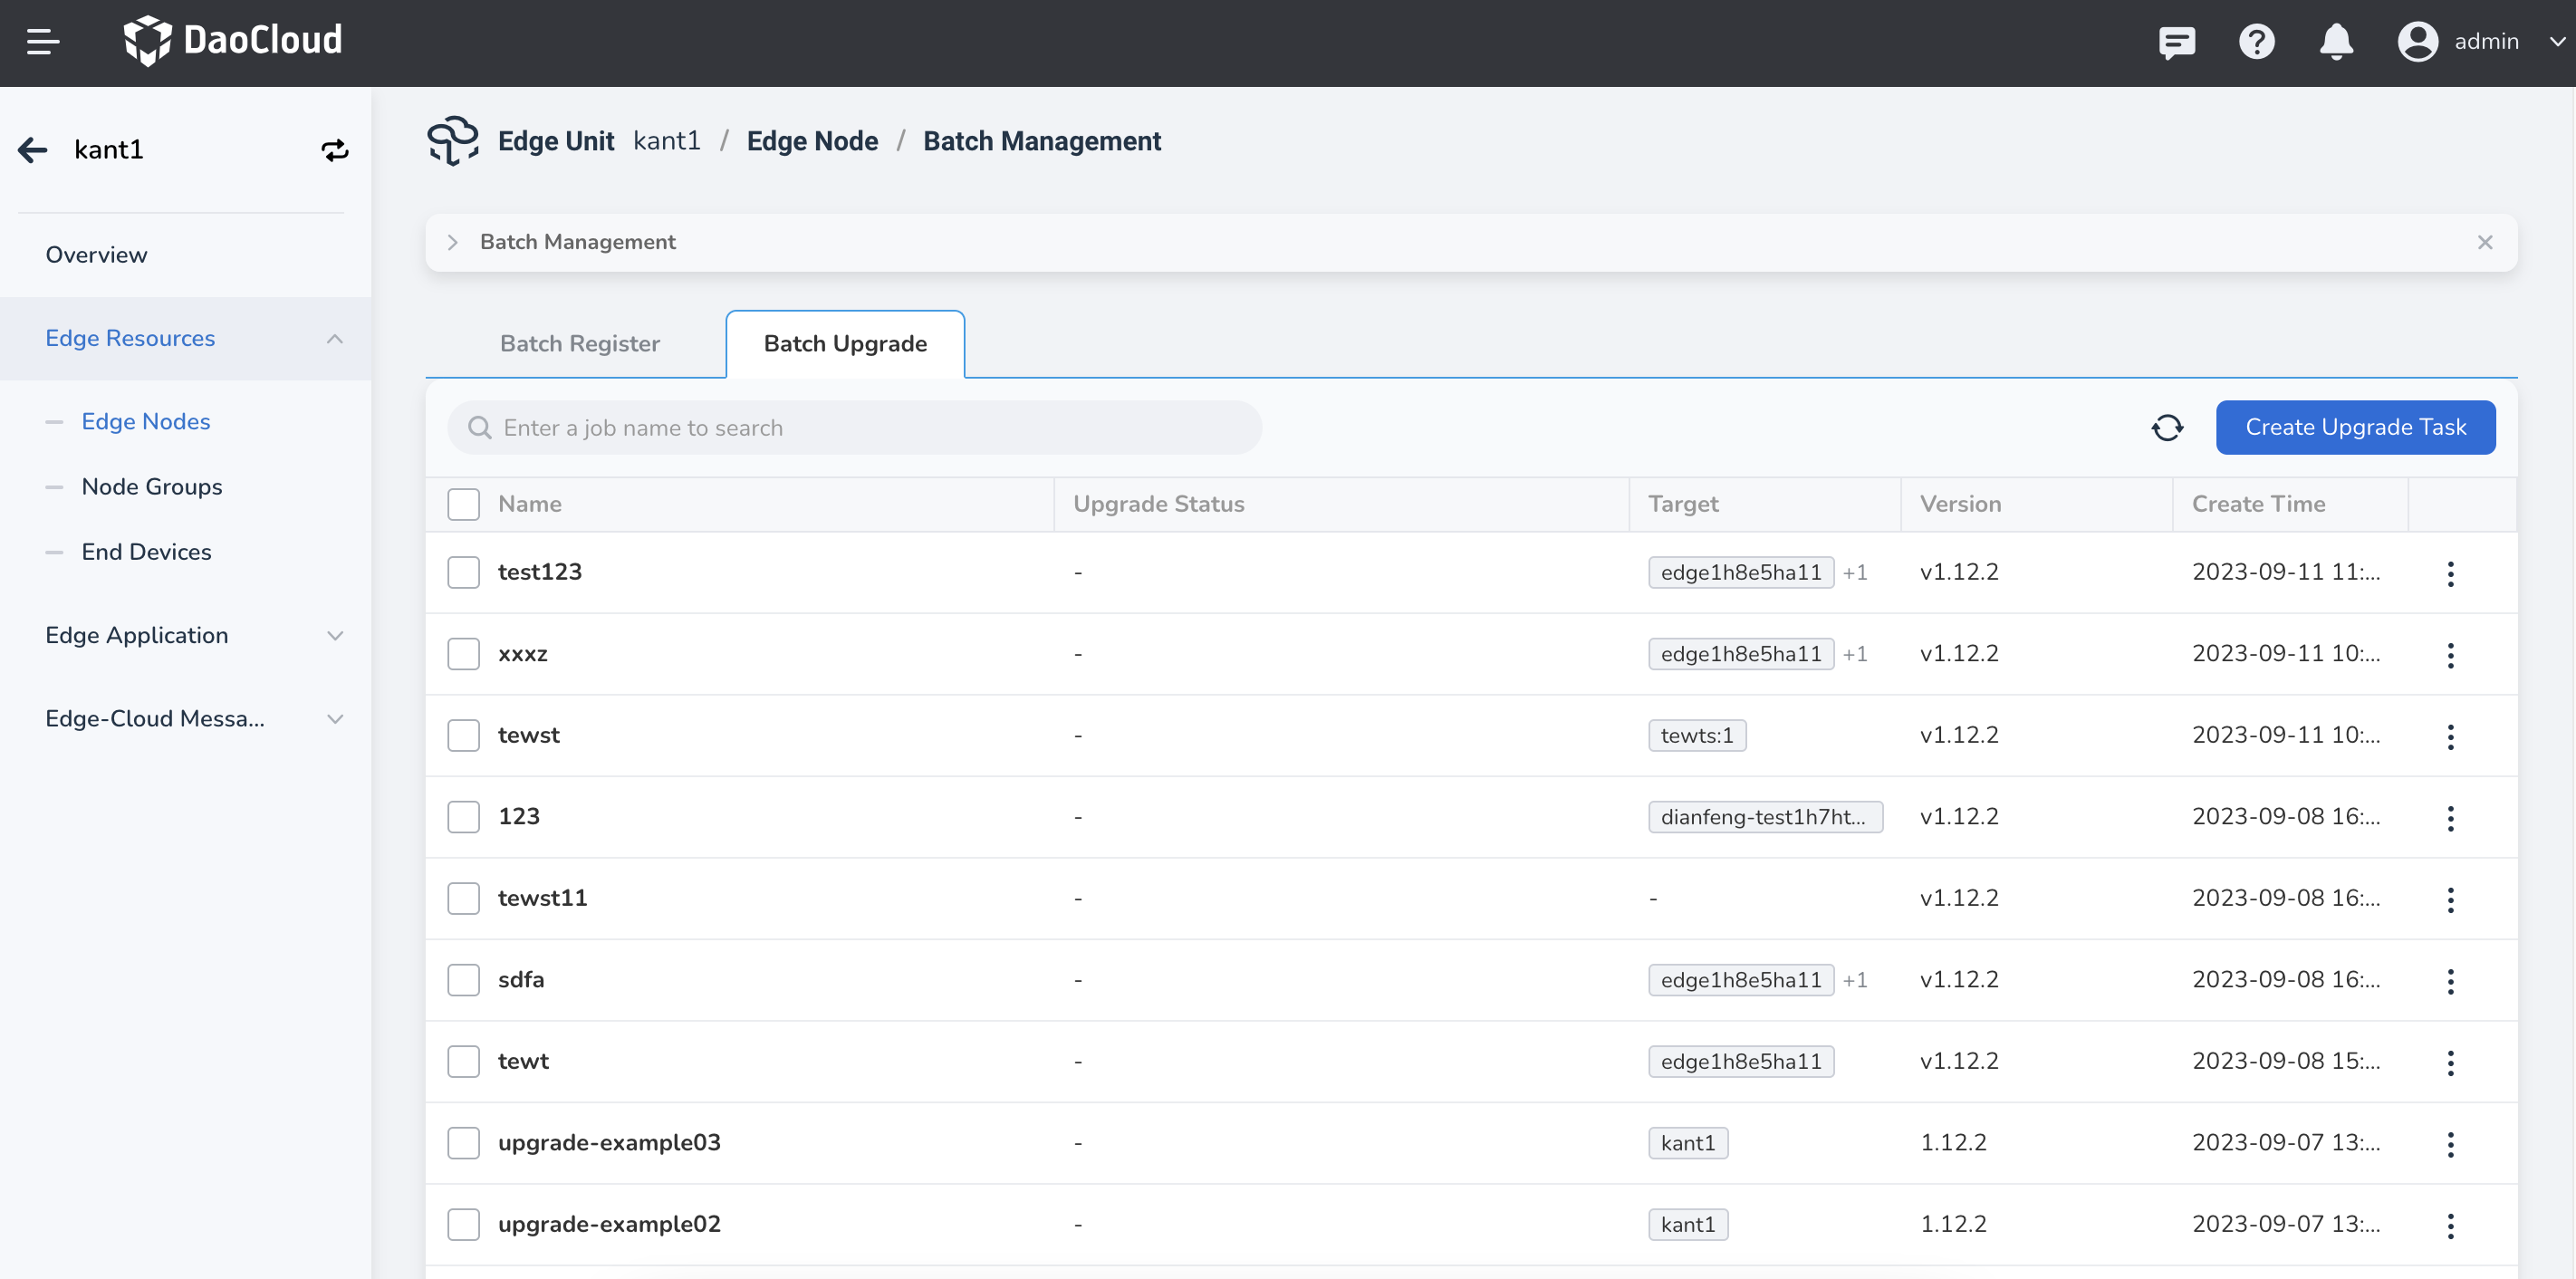 DaoCloud
admin
kant1
Overview
Edge Resources
Edge Nodes
Node Groups
End Devices
Edge Application
Edge-Cloud Messa...
Edge Unit kant1 / Edge Node / Batch Management
Batch Management
Batch Register
Batch Upgrade
Enter a job name to search
Create Upgrade Task
Name Upgrade Status Target Version Create Time
test123 - edge1h8e5ha11 +1 v1.12.2 2023-09-11 11:...
xxxz - edge1h8e5ha11 +1 v1.12.2 2023-09-11 10:...
tewst - tewts:1 v1.12.2 2023-09-11 10:...
123 - dianfeng-test1h7ht... v1.12.2 2023-09-08 16:...
tewst11 - - v1.12.2 2023-09-08 16:...
sdfa - edge1h8e5ha11 +1 v1.12.2 2023-09-08 16:...
tewt - edge1h8e5ha11 v1.12.2 2023-09-08 15:...
upgrade-example03 - kant1 1.12.2 2023-09-07 13:...
upgrade-example02 - kant1 1.12.2 2023-09-07 13:...